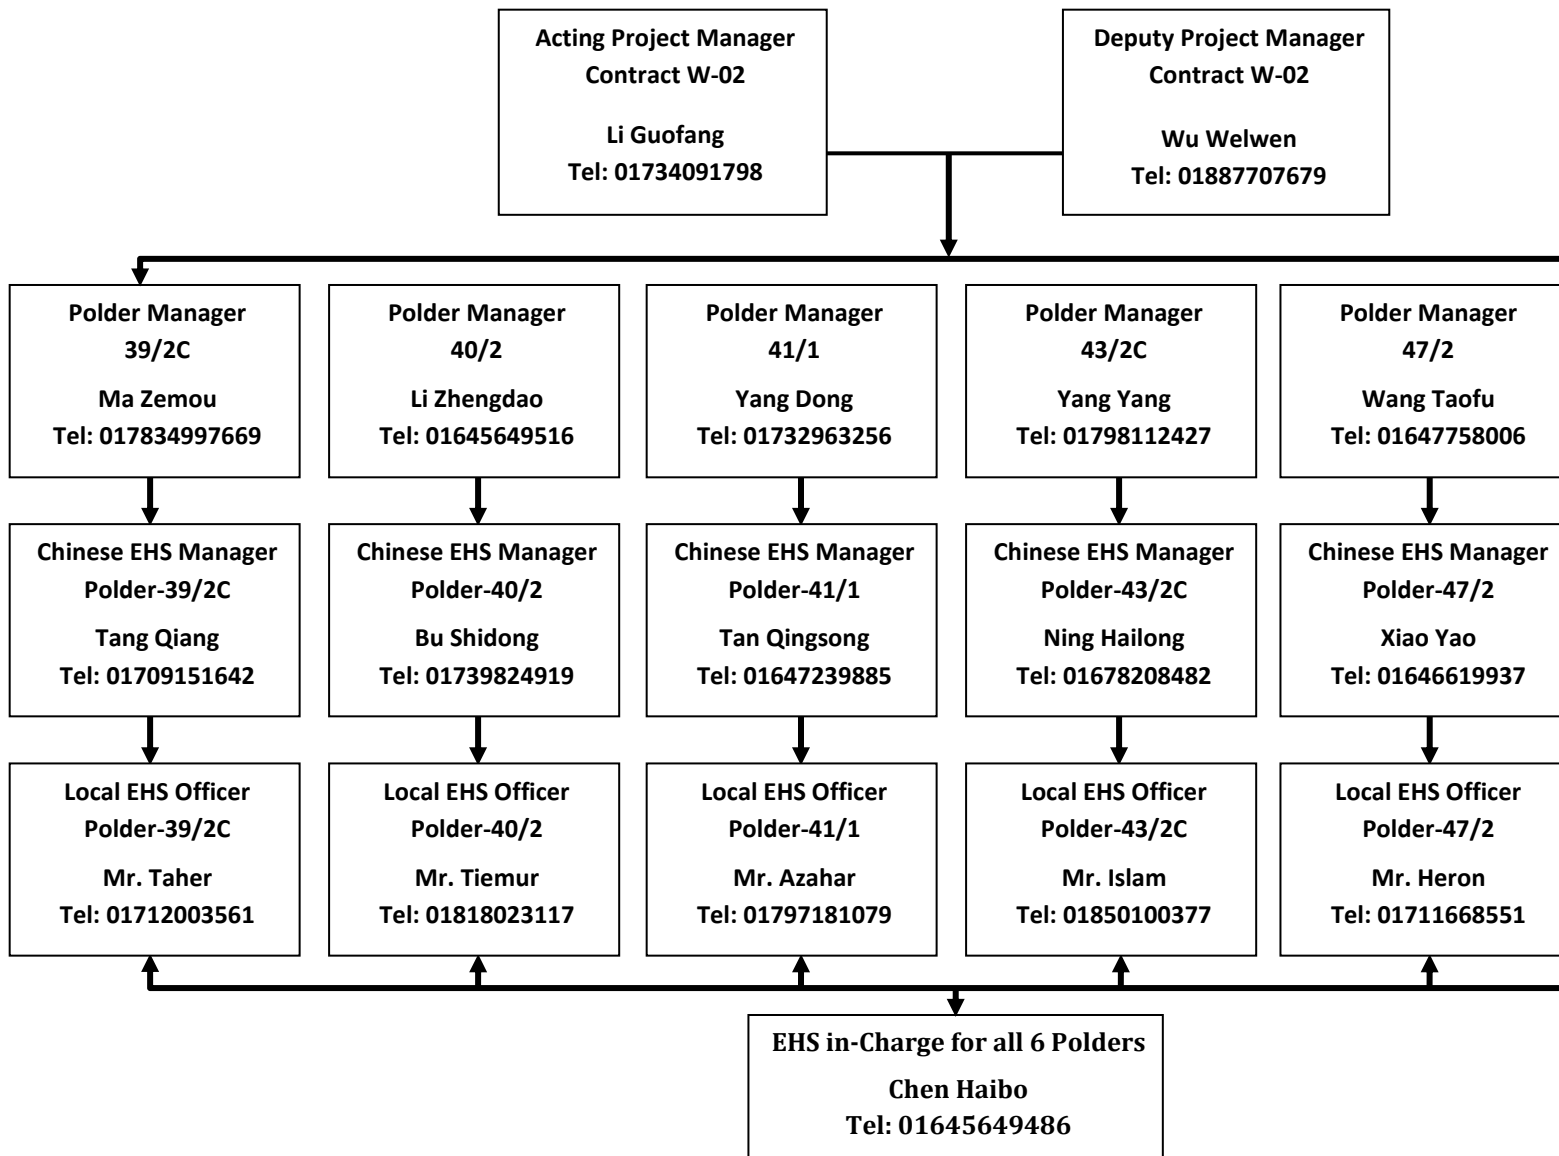 Acting Project Manager
Contract W-02
Li Guofang
Tel: 01734091798
Deputy Project Manager
Contract W-02
Wu Welwen
Tel: 01887707679
Polder Manager
39/2C
Ma Zemou
Tel: 017834997669
Polder Manager
40/2
Li Zhengdao
Tel: 01645649516
Polder Manager
41/1
Yang Dong
Tel: 01732963256
Polder Manager
43/2C
Yang Yang
Tel: 01798112427
Polder Manager
47/2
Wang Taofu
Tel: 01647758006
Chinese EHS Manager
Polder-39/2C
Tang Qiang
Tel: 01709151642
Chinese EHS Manager
Polder-40/2
Bu Shidong
Tel: 01739824919
Chinese EHS Manager
Polder-41/1
Tan Qingsong
Tel: 01647239885
Chinese EHS Manager
Polder-43/2C
Ning Hailong
Tel: 01678208482
Chinese EHS Manager
Polder-47/2
Xiao Yao
Tel: 01646619937
Local EHS Officer
Polder-39/2C
Mr. Taher
Tel: 01712003561
Local EHS Officer
Polder-40/2
Mr. Tiemur
Tel: 01818023117
Local EHS Officer
Polder-41/1
Mr. Azahar
Tel: 01797181079
Local EHS Officer
Polder-43/2C
Mr. Islam
Tel: 01850100377
Local EHS Officer
Polder-47/2
Mr. Heron
Tel: 01711668551
EHS in-Charge for all 6 Polders
Chen Haibo
Tel: 01645649486